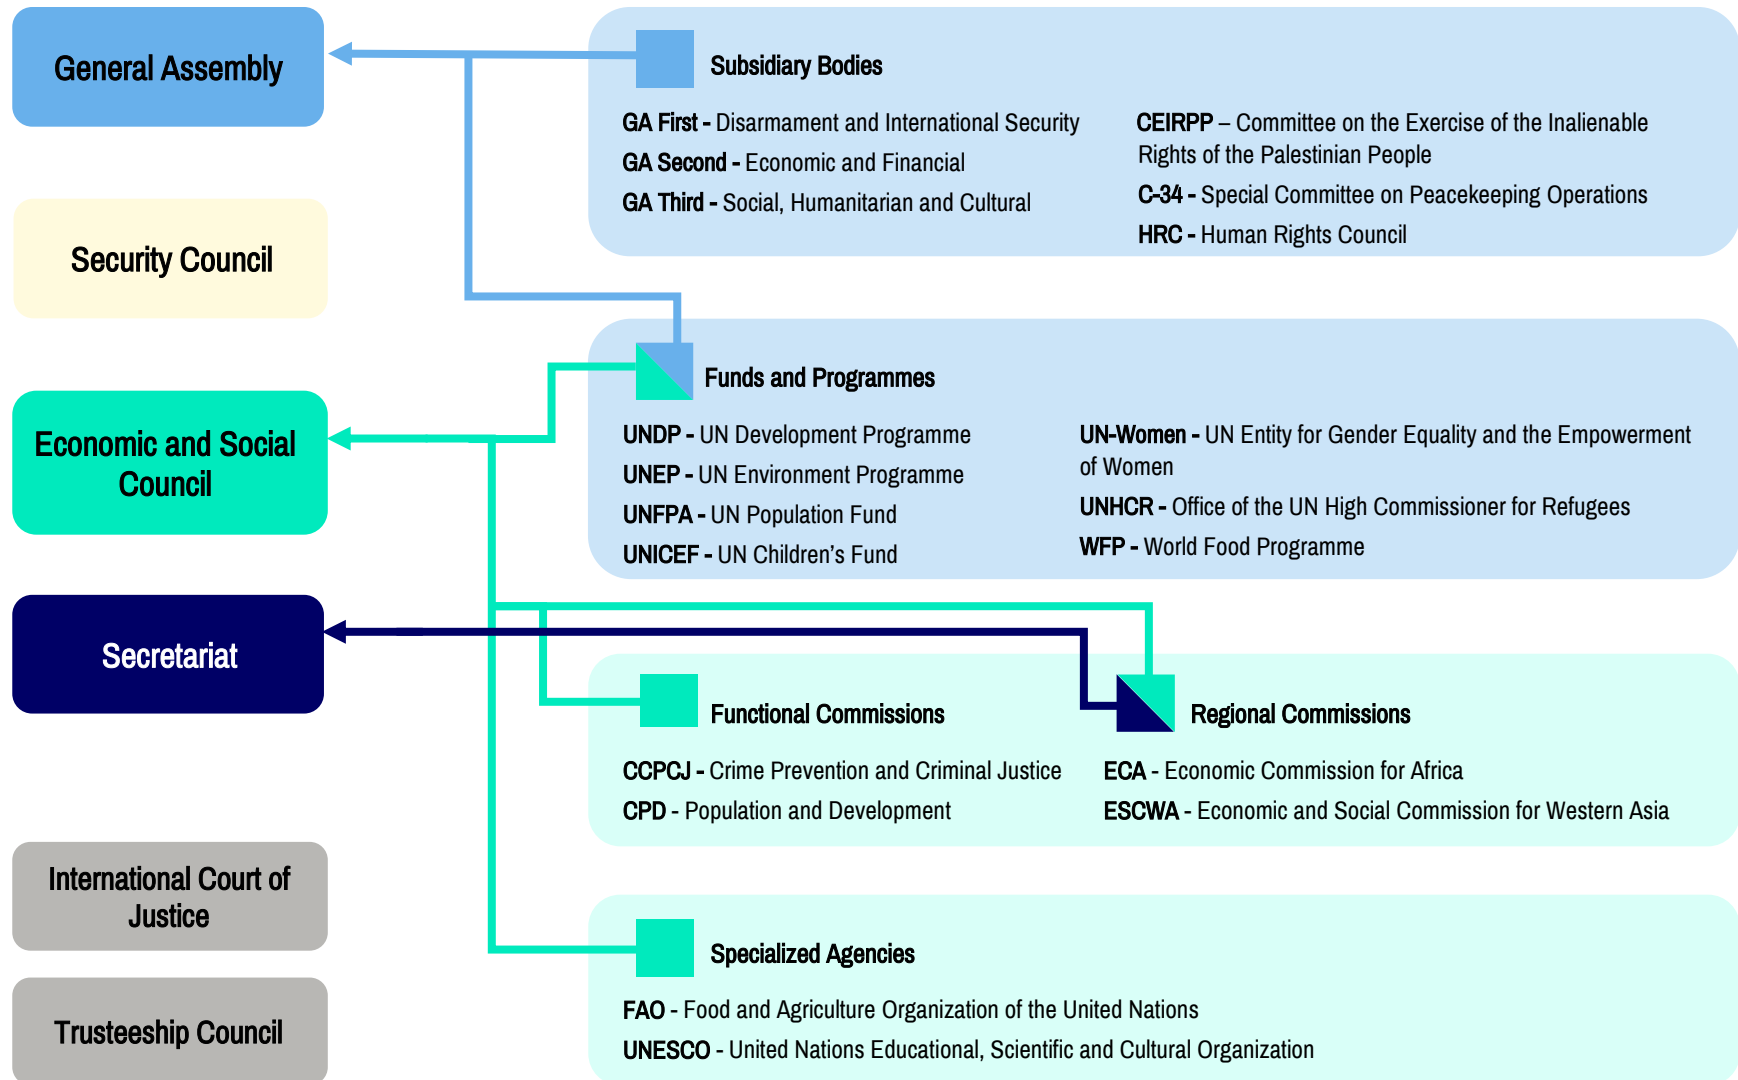 General Assembly
Security Council
Economic and Social
Council
Secretariat
International Court of
Justice
Trusteeship Council
Subsidiary Bodies
GA First - Disarmament and International Security
GA Second - Economic and Financial
GA Third - Social, Humanitarian and Cultural
CEIRPP – Committee on the Exercise of the Inalienable
Rights of the Palestinian People
C-34 - Special Committee on Peacekeeping Operations
HRC - Human Rights Council
Funds and Programmes
UNDP - UN Development Programme
UNEP - UN Environment Programme
UNFPA - UN Population Fund
UNICEF - UN Children’s Fund
UN-Women - UN Entity for Gender Equality and the Empowerment
of Women
UNHCR - Office of the UN High Commissioner for Refugees
WFP - World Food Programme
Functional Commissions
CCPCJ - Crime Prevention and Criminal Justice
CPD - Population and Development
Regional Commissions
ECA - Economic Commission for Africa
ESCWA - Economic and Social Commission for Western Asia
Specialized Agencies
FAO - Food and Agriculture Organization of the United Nations
UNESCO - United Nations Educational, Scientific and Cultural Organization